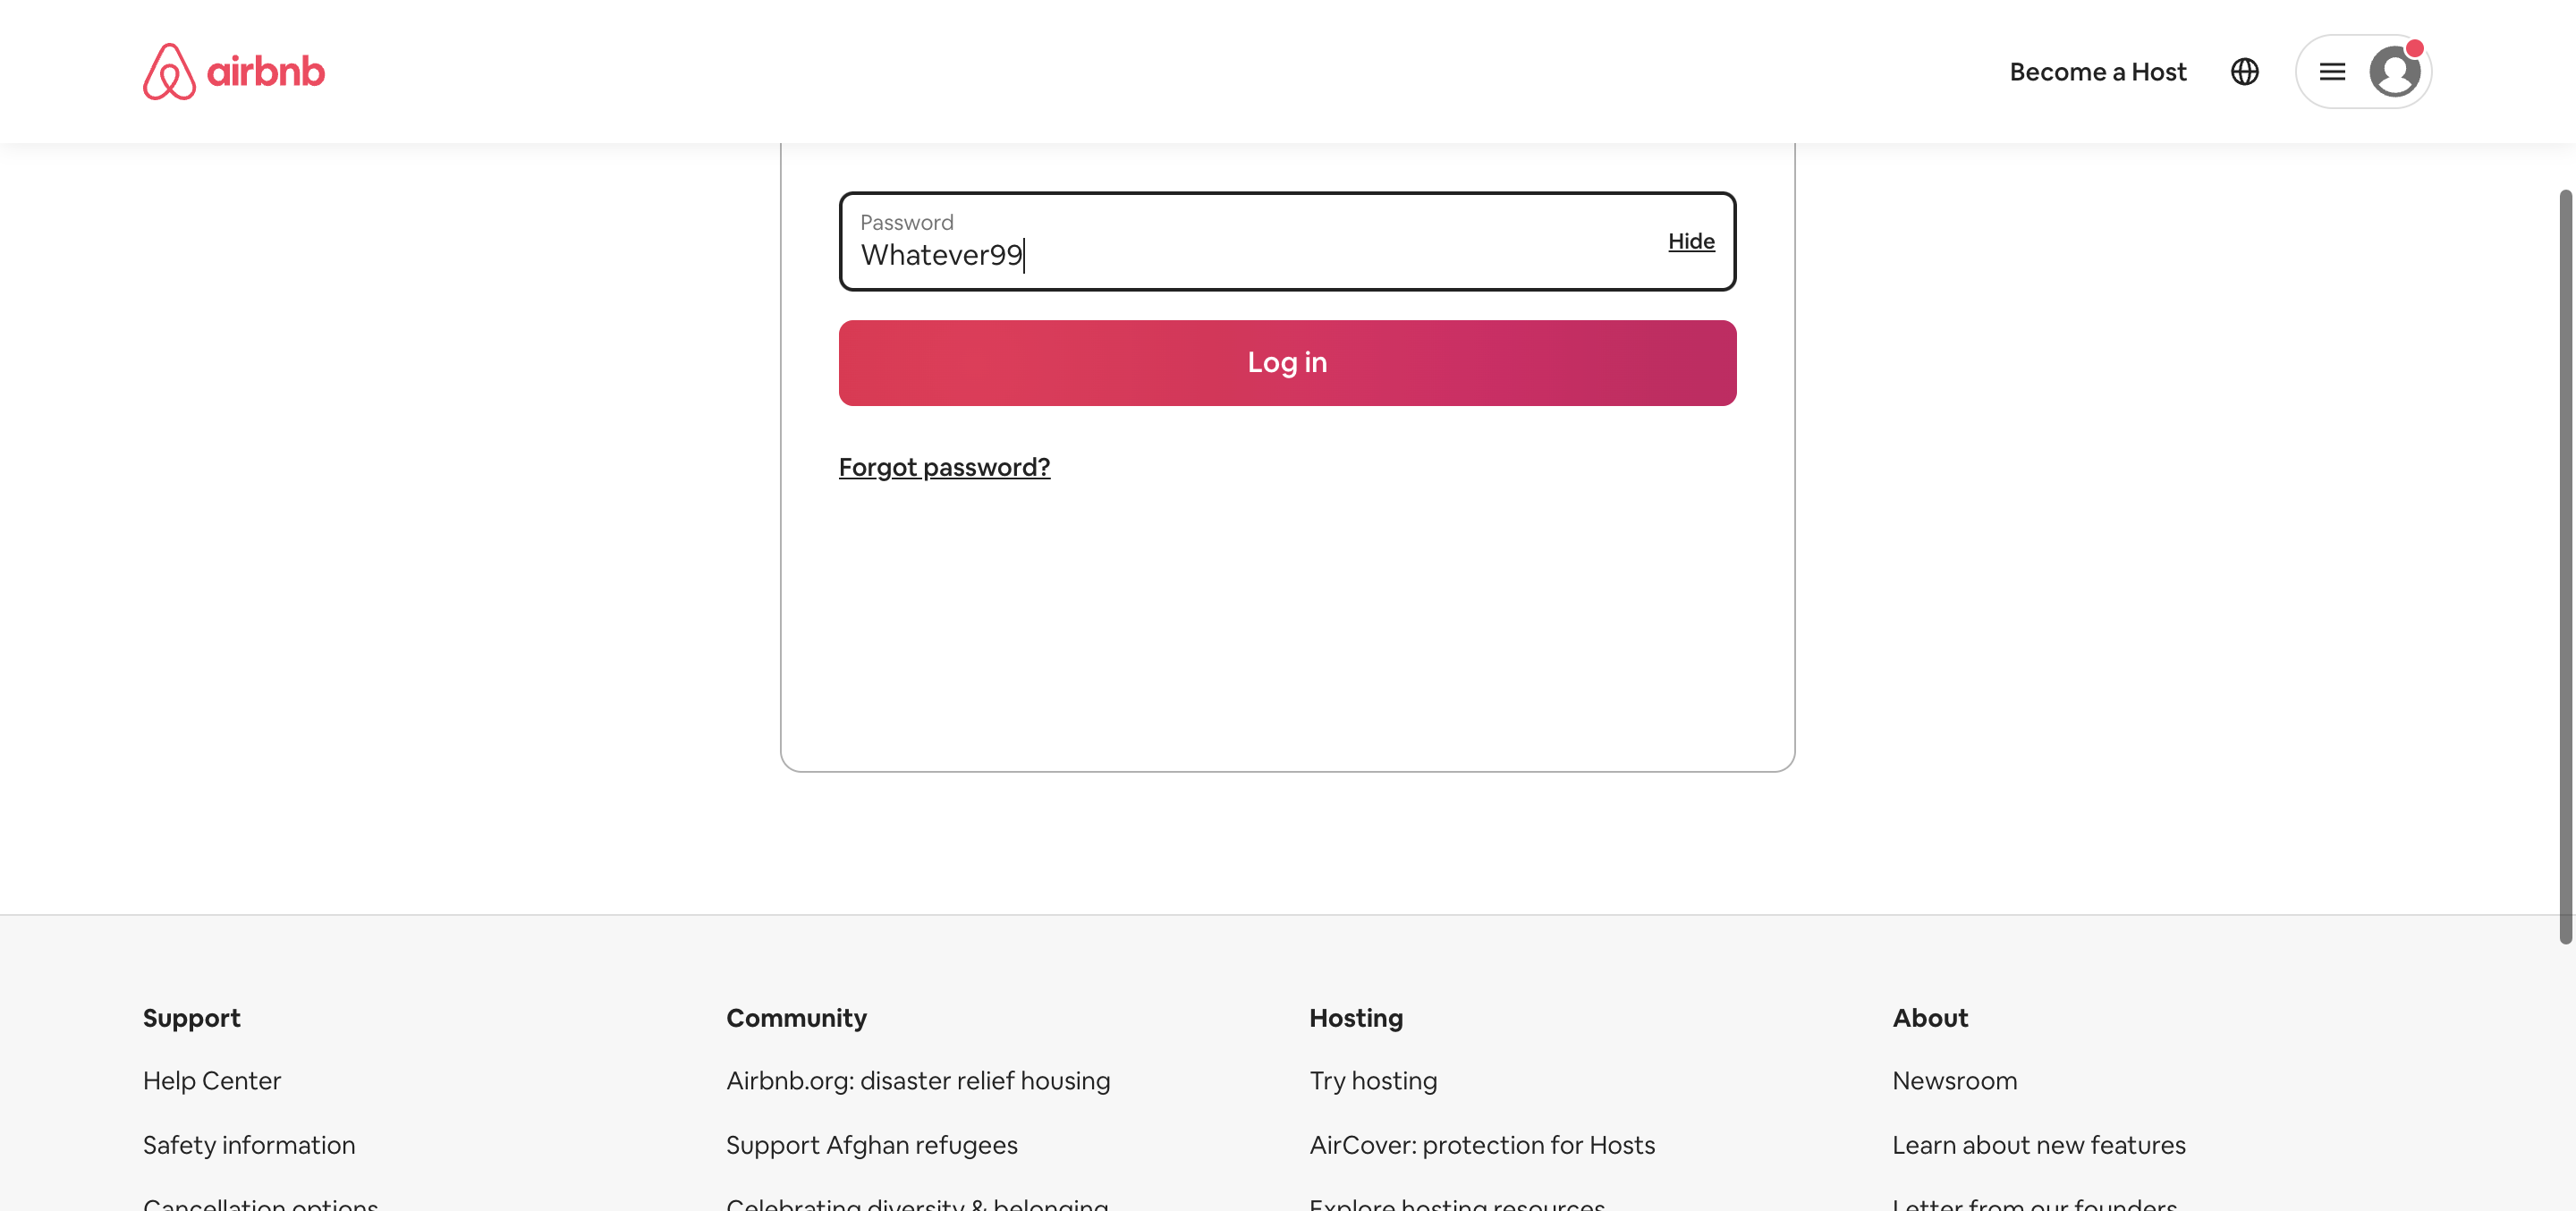 airbnb
Become a Host
Password
Whatever99
Hide
Log in
Forgot password?
Support
Community
Hosting
About
Help Center
Airbnb.org: disaster relief housing
Try hosting
Newsroom
Safety information
Support Afghan refugees
AirCover: protection for Hosts
Learn about new features
Cancellation options
Celebrating diversity & belonging
Explore hosting resources
Letter from our founders